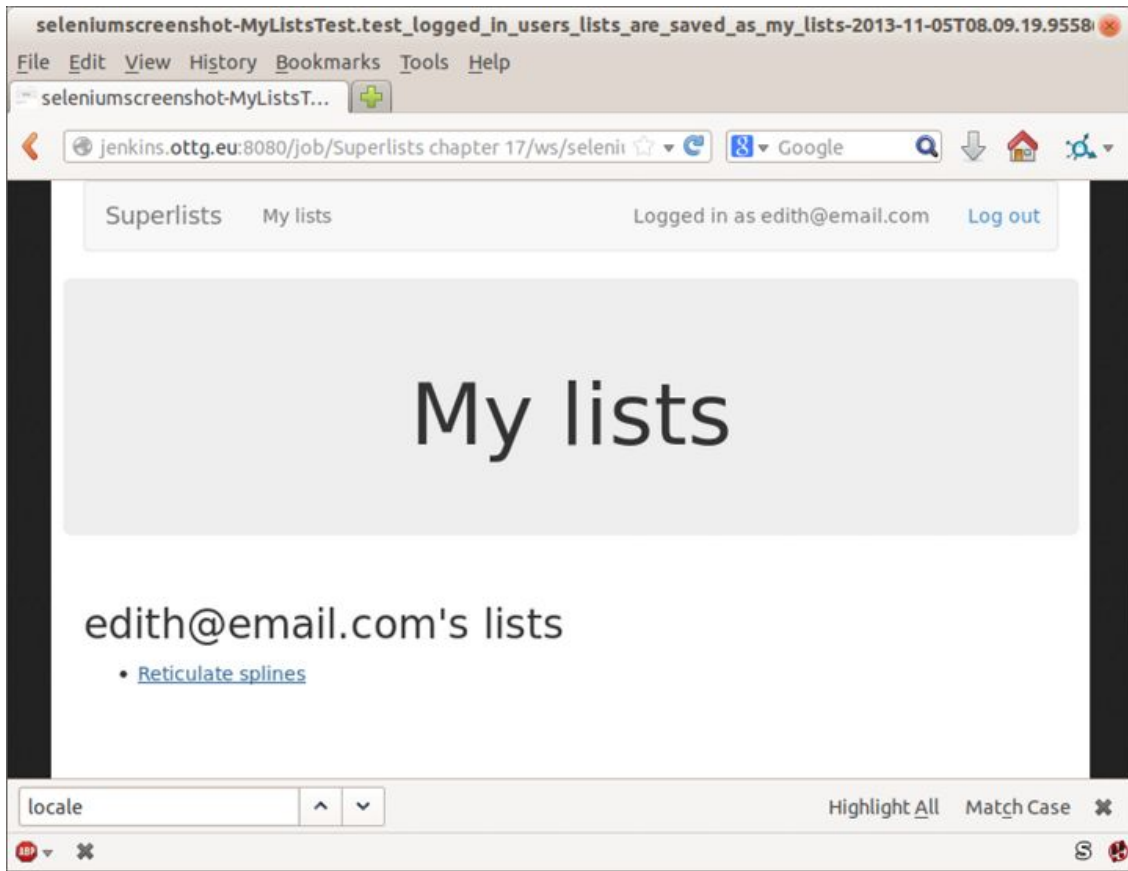 seleniumscreenshot-MyListsTest.test_logged_in_users_lists_are_saved_as_my_lists-2013-11-05T08.09.19.9558
File Edit View History Bookmarks Tools Help
seleniumscreenshot-MyListsT...
jenkins.ottg.eu:8080/job/Superlists chapter 17/ws/seleni
Google
Superlists My lists Logged in as edith@email.com Log out
My lists
edith@email.com's lists
Reticulate splines
locale Highlight All Match Case
ABP S